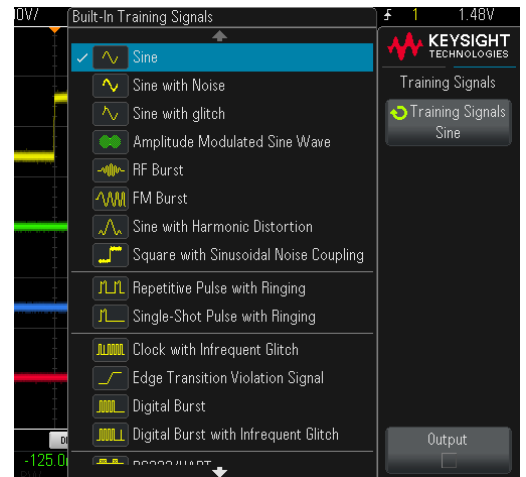 Built-In Training Signals
1
1.48V
KEYSIGHT
TECHNOLOGIES
Training Signals
Training Signals
Sine
Sine
Sine with Noise
Sine with glitch
Amplitude Modulated Sine Wave
RF Burst
FM Burst
Sine with Harmonic Distortion
Square with Sinusoidal Noise Coupling
Repetitive Pulse with Ringing
Single-Shot Pulse with Ringing
Clock with Infrequent Glitch
Edge Transition Violation Signal
Digital Burst
Digital Burst with Infrequent Glitch
Output